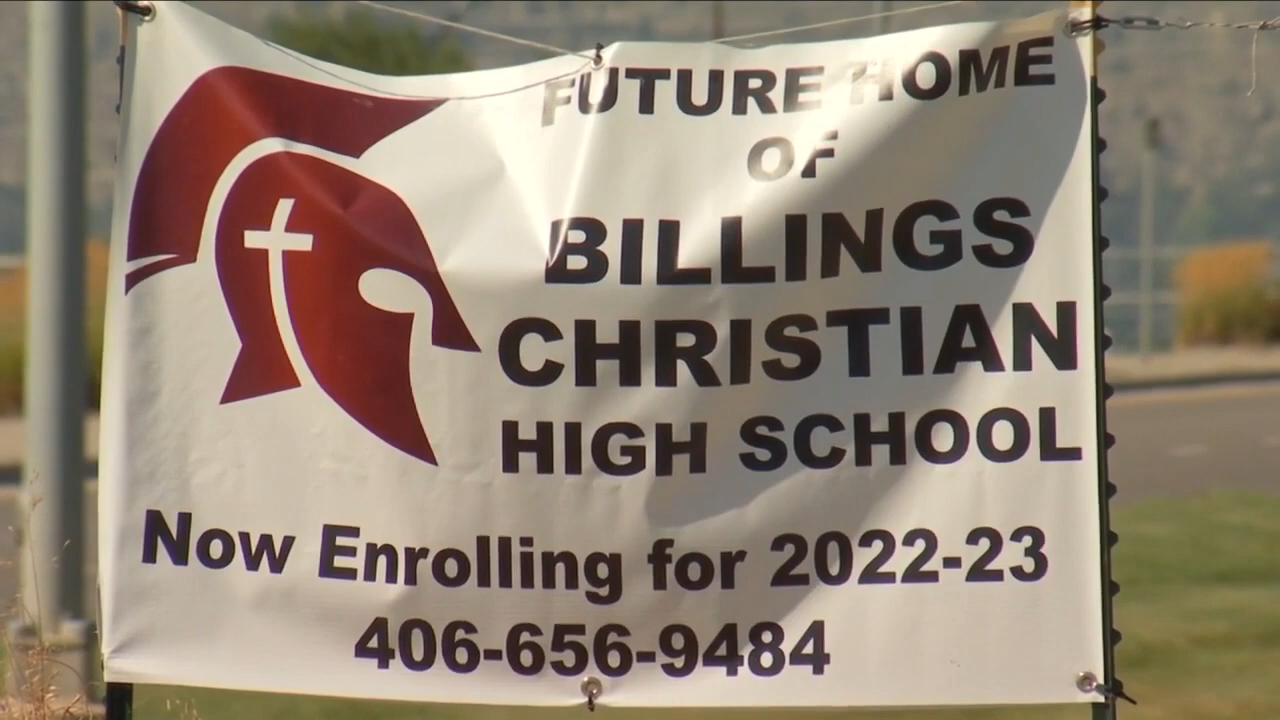 FUTURE HOME
OF
BILLINGS
CHRISTIAN
HIGH SCHOOL
Now Enrolling for 2022-23
406-656-9484